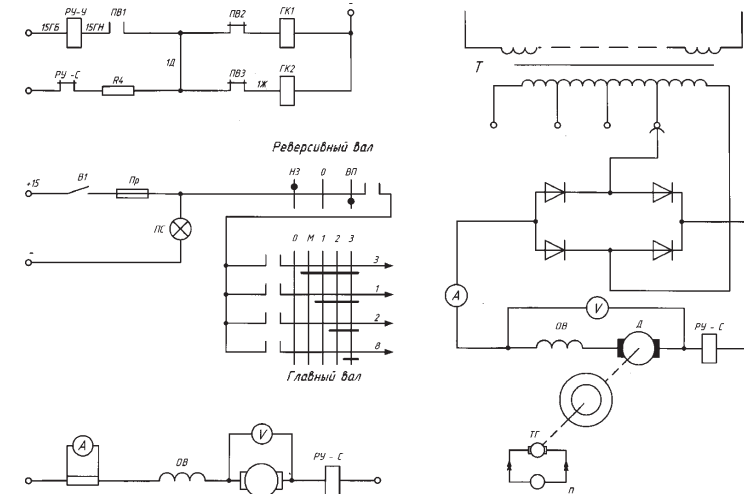 15ГБ РУ-У 15ГН ПВ1 ПВ2 ГК1 -
1Д
РУ -С R4 ПВ3 1Ж ГК2
T
Реверсивный вал
НЗ 0 ВП
+15 В1 Пр
ПС
-
0 М 1 2 3
3
1
2
8
Главный вал
A
V
ОВ Д РУ - С
ТГ
n
A
ОВ
V
РУ - С